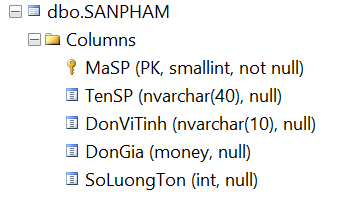 dbo.SANPHAM
Columns
MaSP (PK, smallint, not null)
TenSP (nvarchar(40), null)
DonViTinh (nvarchar(10), null)
DonGia (money, null)
SoLuongTon (int, null)